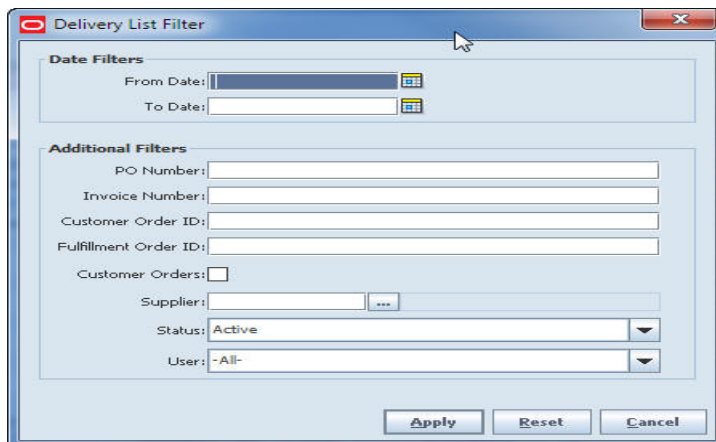 Delivery List Filter
Date Filters
From Date:
To Date:
Additional Filters
PO Number:
Invoice Number:
Customer Order ID:
Fulfillment Order ID:
Customer Orders:
Supplier: ...
Status: Active
User: -All-
Apply Reset Cancel